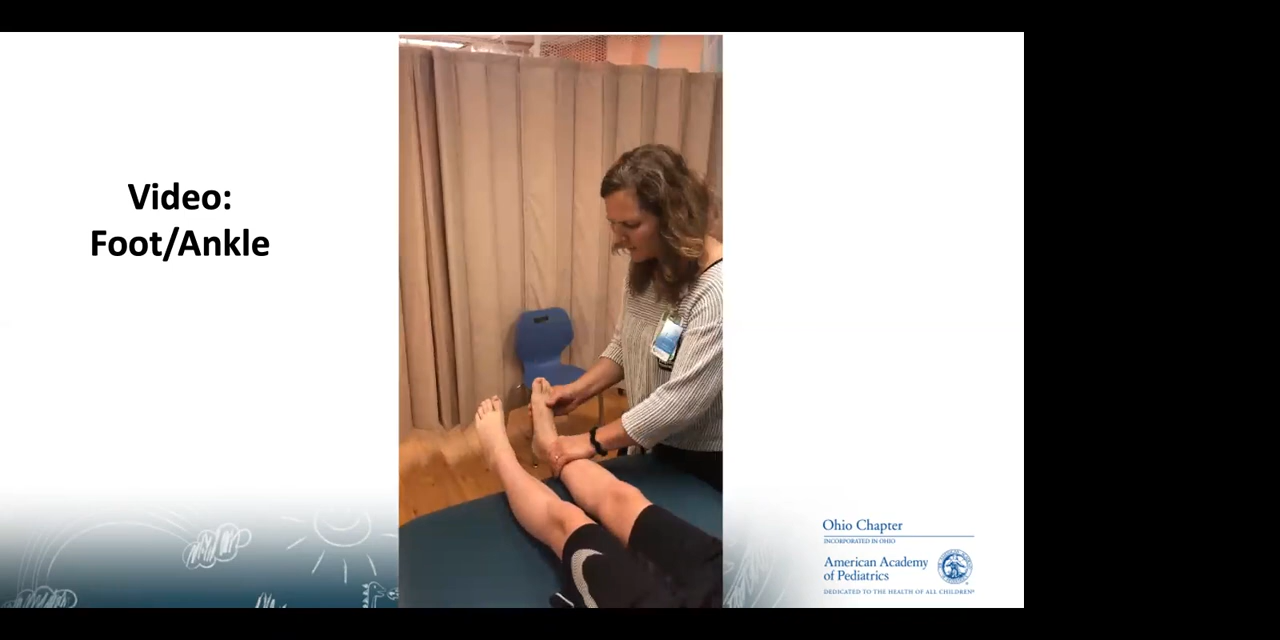 Video:
Foot/Ankle
Ohio Chapter
INCORPORATED IN OHIO
American Academy
of Pediatrics
DEDICATED TO THE HEALTH OF ALL CHILDREN®